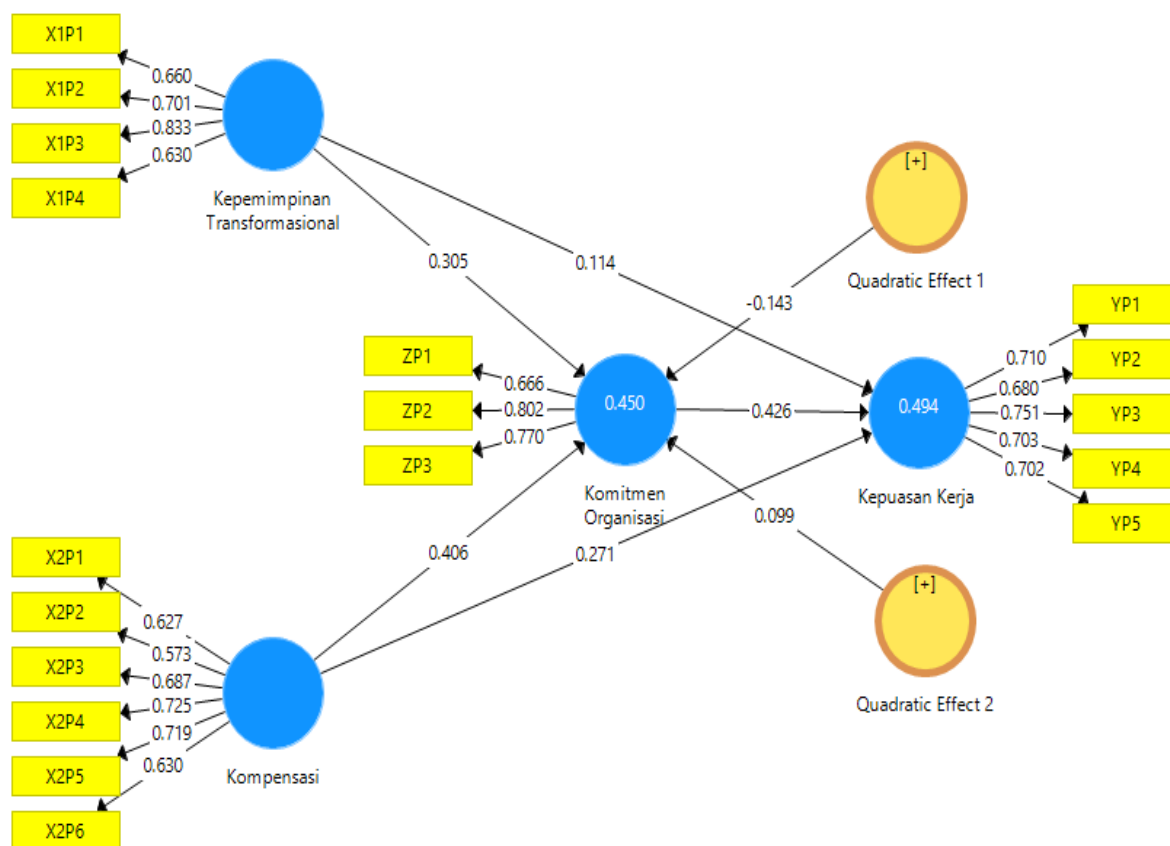 X1P1
X1P2
X1P3
X1P4
0.660
0.701
0.833
0.630
Kepemimpinan
Transformasional
[+]
Quadratic Effect 1
0.305
0.114
-0.143
ZP1
ZP2
ZP3
0.666
0.802
0.770
0.450
Komitmen
Organisasi
0.426
0.494
Kepuasan Kerja
0.710
0.680
0.751
0.703
0.702
YP1
YP2
YP3
YP4
YP5
0.406
0.271
0.099
X2P1
X2P2
X2P3
X2P4
X2P5
X2P6
0.627
0.573
0.687
0.725
0.719
0.630
Kompensasi
[+]
Quadratic Effect 2